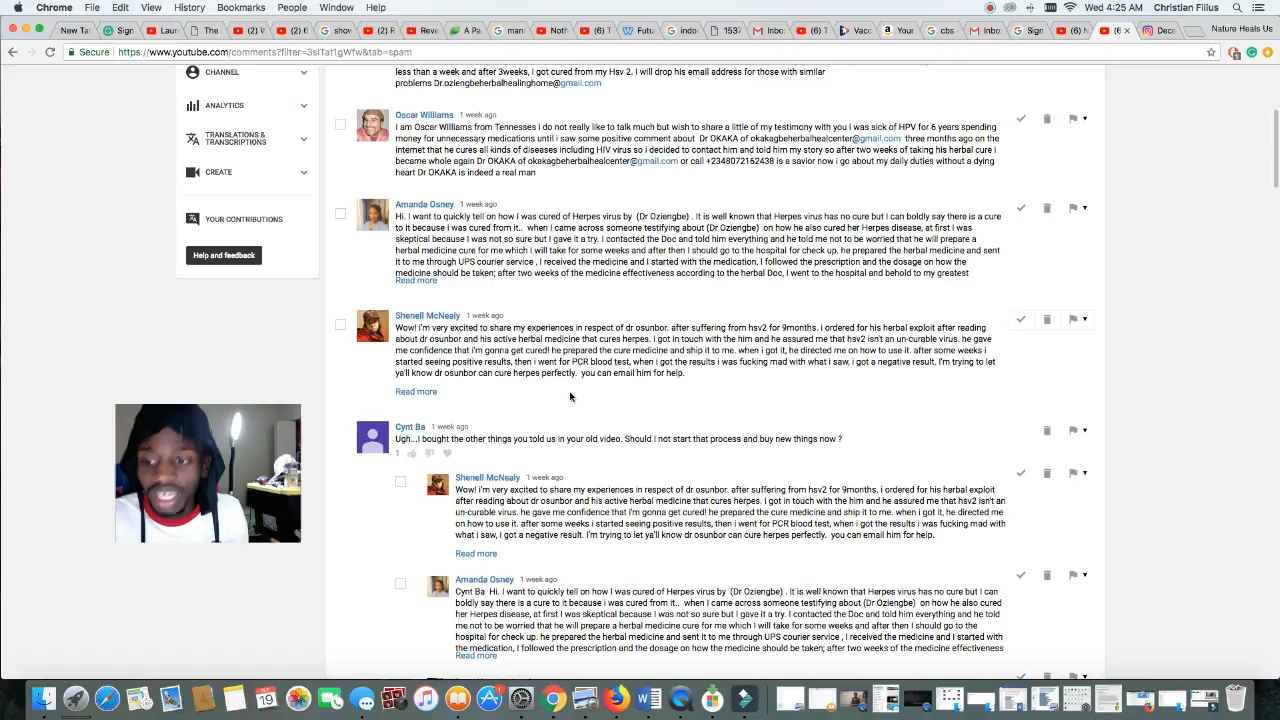 Chrome File Edit View History Bookmarks People Window Help Wed 4:25 AM Christian Filius
New Ta Sign Laun The (2) (6 (2) F Reve A Pa man Noth (6) T Futu indo 1537 Inbo (6) T Vacc Your cbs Inbo Sign (6) N (6 Dece Nature Heals Us
Secure https://www.youtube.com/comments?filter=3sITat1gWfw&tab=spam
CHANNEL
ANALYTICS
TRANSLATIONS &
TRANSCRIPTIONS
CREATE
YOUR CONTRIBUTIONS
Help and feedback
less than a week and after 3weeks, I got cured from my Hsv 2. I will drop his email address for those with similar
problems Dr.oziengbeherbalhealinghome@gmail.com
Oscar Williams 1 week ago
I am Oscar Williams from Tennesses I do not really like to talk much but wish to share a little of my testimony with you I was sick of HPV for 6 years spending
money for unnecessary medications until i saw some positive comment about Dr OKAKA of okakagbeherbalhealcenter@gmail.com three months ago on the
internet that he cures all kinds of diseases including HIV virus so i decided to contact him and told him my story so after two weeks of taking his herbal cure i
became whole again Dr OKAKA of okakagbeherbalhealcenter@gmail.com or call +2348072162438 is a savior now i go about my daily duties without a dying
heart Dr OKAKA is indeed a real man
Amanda Osney 1 week ago
Hi. I want to quickly tell on how I was cured of Herpes virus by (Dr Oziengbe) . It is well known that Herpes virus has no cure but I can boldly say there is a cure
to it because i was cured from it.. when I came across someone testifying about (Dr Oziengbe) on how he also cured her Herpes disease, at first I was
skeptical because I was not so sure but I gave it a try. I contacted the Doc and told him everything and he told me not to be worried that he will prepare a
herbal medicine cure for me which I will take for some weeks and after then I should go to the hospital for check up. he prepared the herbal medicine and sent
it to me through UPS courier service , I received the medicine and I started with the medication, I followed the prescription and the dosage on how the
medicine should be taken; after two weeks of the medicine effectiveness according to the herbal Doc, I went to the hospital and behold to my greatest
Read more
Shenell McNealy 1 week ago
Wow! i'm very excited to share my experiences in respect of dr osunbor. after suffering from hsv2 for 9months. i ordered for his herbal exploit after reading
about dr osunbor and his active herbal medicine that cures herpes. i got in touch with the him and he assured me that hsv2 isn't an un-curable virus. he gave
me confidence that i'm gonna get cured! he prepared the cure medicine and ship it to me. when i got it, he directed me on how to use it. after some weeks i
started seeing positive results, then i went for PCR blood test, when i got the results i was fucking mad with what i saw, i got a negative result, I'm trying to let
ya'll know dr osunbor can cure herpes perfectly. you can email him for help.
Read more
Cynt Ba 1 week ago
Ugh...I bought the other things you told us in your old video. Should I not start that process and buy new things now ?
1
Shenell McNealy 1 week ago
Wow! i'm very excited to share my experiences in respect of dr osunbor. after suffering from hsv2 for 9months. i ordered for his herbal exploit
after reading about dr osunbor and his active herbal medicine that cures herpes. i got in touch with the him and he assured me that hsv2 isn't an
un-curable virus. he gave me confidence that i'm gonna get cured! he prepared the cure medicine and ship it to me. when i got it, he directed me
on how to use it. after some weeks i started seeing positive results, then i went for PCR blood test, when i got the results i was fucking mad with
what i saw, i got a negative result. I'm trying to let ya'll know dr osunbor can cure herpes perfectly. you can email him for help.
Read more
Amanda Osney 1 week ago
Cynt Ba Hi. I want to quickly tell on how I was cured of Herpes virus by (Dr Oziengbe) . It is well known that Herpes virus has no cure but I can
boldly say there is a cure to it because i was cured from it.. when I came across someone testifying about (Dr Oziengbe) on how he also cured
her Herpes disease, at first I was skeptical because I was not so sure but I gave it a try. I contacted the Doc and told him everything and he told
me not to be worried that he will prepare a herbal medicine cure for me which I will take for some weeks and after then I should go to the
hospital for check up. he prepared the herbal medicine and sent it to me through UPS courier service , I received the medicine and I started with
the medication, I followed the prescription and the dosage on how the medicine should be taken; after two weeks of the medicine effectiveness
Read more